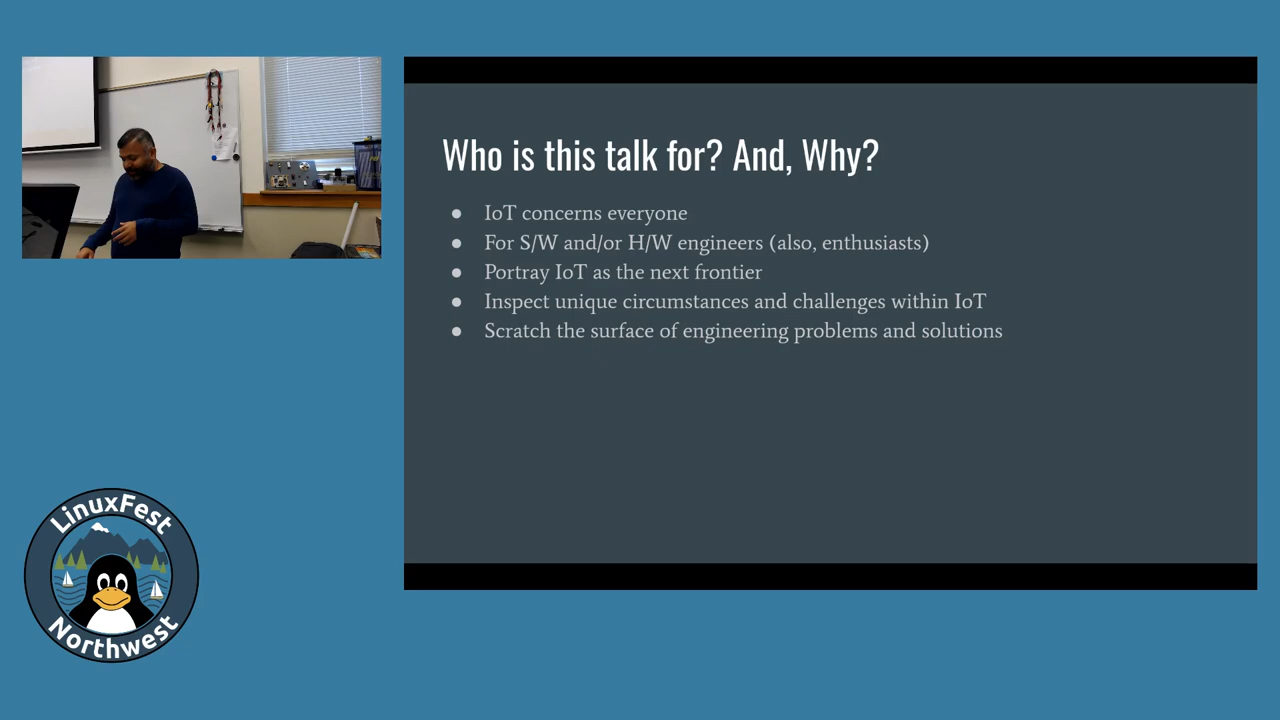 Who is this talk for? And, Why?
● IoT concerns everyone
● For S/W and/or H/W engineers (also, enthusiasts)
● Portray IoT as the next frontier
● Inspect unique circumstances and challenges within IoT
● Scratch the surface of engineering problems and solutions
LinuxFest
Northwest